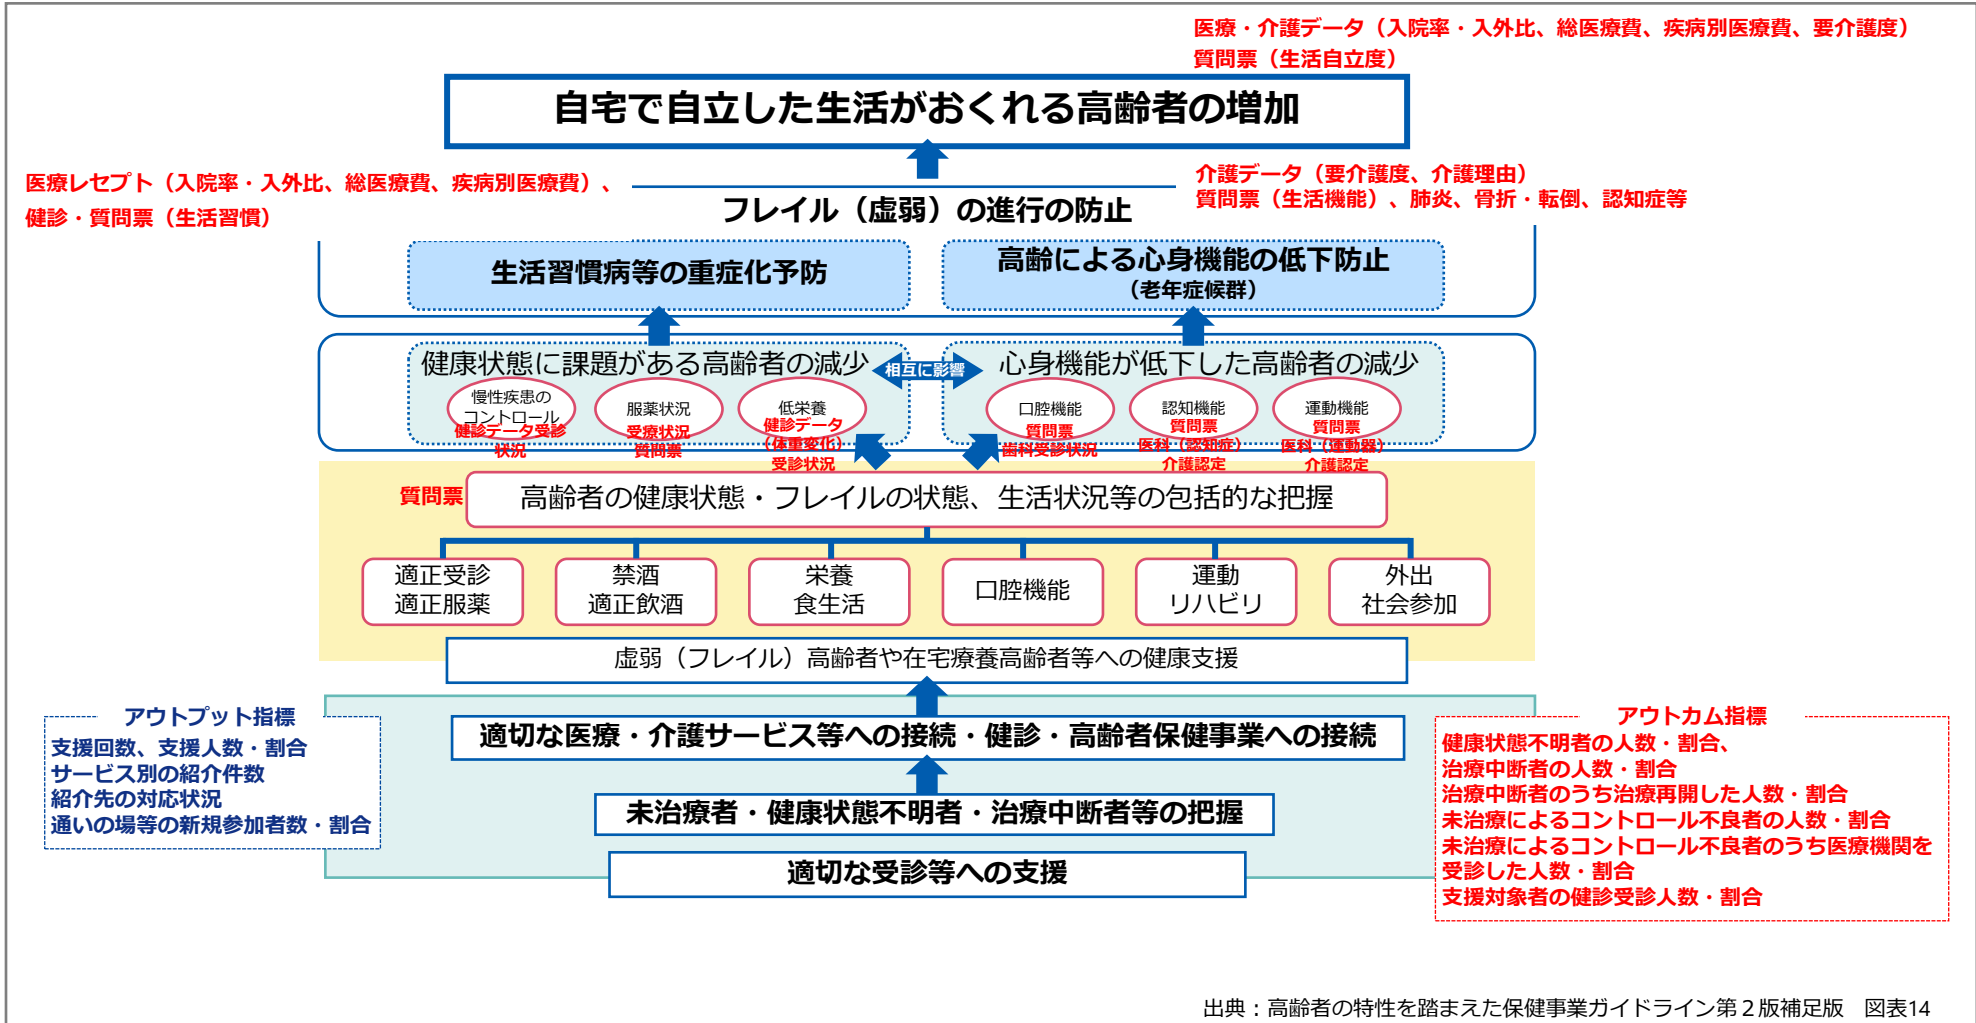 医療・介護データ（入院率・入外比、総医療費、疾病別医療費、要介護度）
質問票（生活自立度）
自宅で自立した生活がおくれる高齢者の増加
医療レセプト（入院率・入外比、総医療費、疾病別医療費）、
健診・質問票（生活習慣）
介護データ（要介護度、介護理由）
質問票（生活機能）、肺炎、骨折・転倒、認知症等
フレイル（虚弱）の進行の防止
生活習慣病等の重症化予防
高齢による心身機能の低下防止
（老年症候群）
健康状態に課題がある高齢者の減少
相互に影響
心身機能が低下した高齢者の減少
慢性疾患の
コントロール
健診データ受診
状況
服薬状況
受療状況
質問票
低栄養
健診データ
（体重変化）
受診状況
口腔機能
質問票
歯科受診状況
認知機能
質問票
医科（認知症）
介護認定
運動機能
質問票
医科（運動器）
介護認定
質問票
高齢者の健康状態・フレイルの状態、生活状況等の包括的な把握
適正受診
適正服薬
禁酒
適正飲酒
栄養
食生活
口腔機能
運動
リハビリ
外出
社会参加
虚弱（フレイル）高齢者や在宅療養高齢者等への健康支援
適切な医療・介護サービス等への接続・健診・高齢者保健事業への接続
未治療者・健康状態不明者・治療中断者等の把握
適切な受診等への支援
アウトプット指標
支援回数、支援人数・割合
サービス別の紹介件数
紹介先の対応状況
通いの場等の新規参加者数・割合
アウトカム指標
健康状態不明者の人数・割合、
治療中断者の人数・割合
治療中断者のうち治療再開した人数・割合
未治療によるコントロール不良者の人数・割合
未治療によるコントロール不良者のうち医療機関を
受診した人数・割合
支援対象者の健診受診人数・割合
出典：高齢者の特性を踏まえた保健事業ガイドライン第２版補足版　図表14